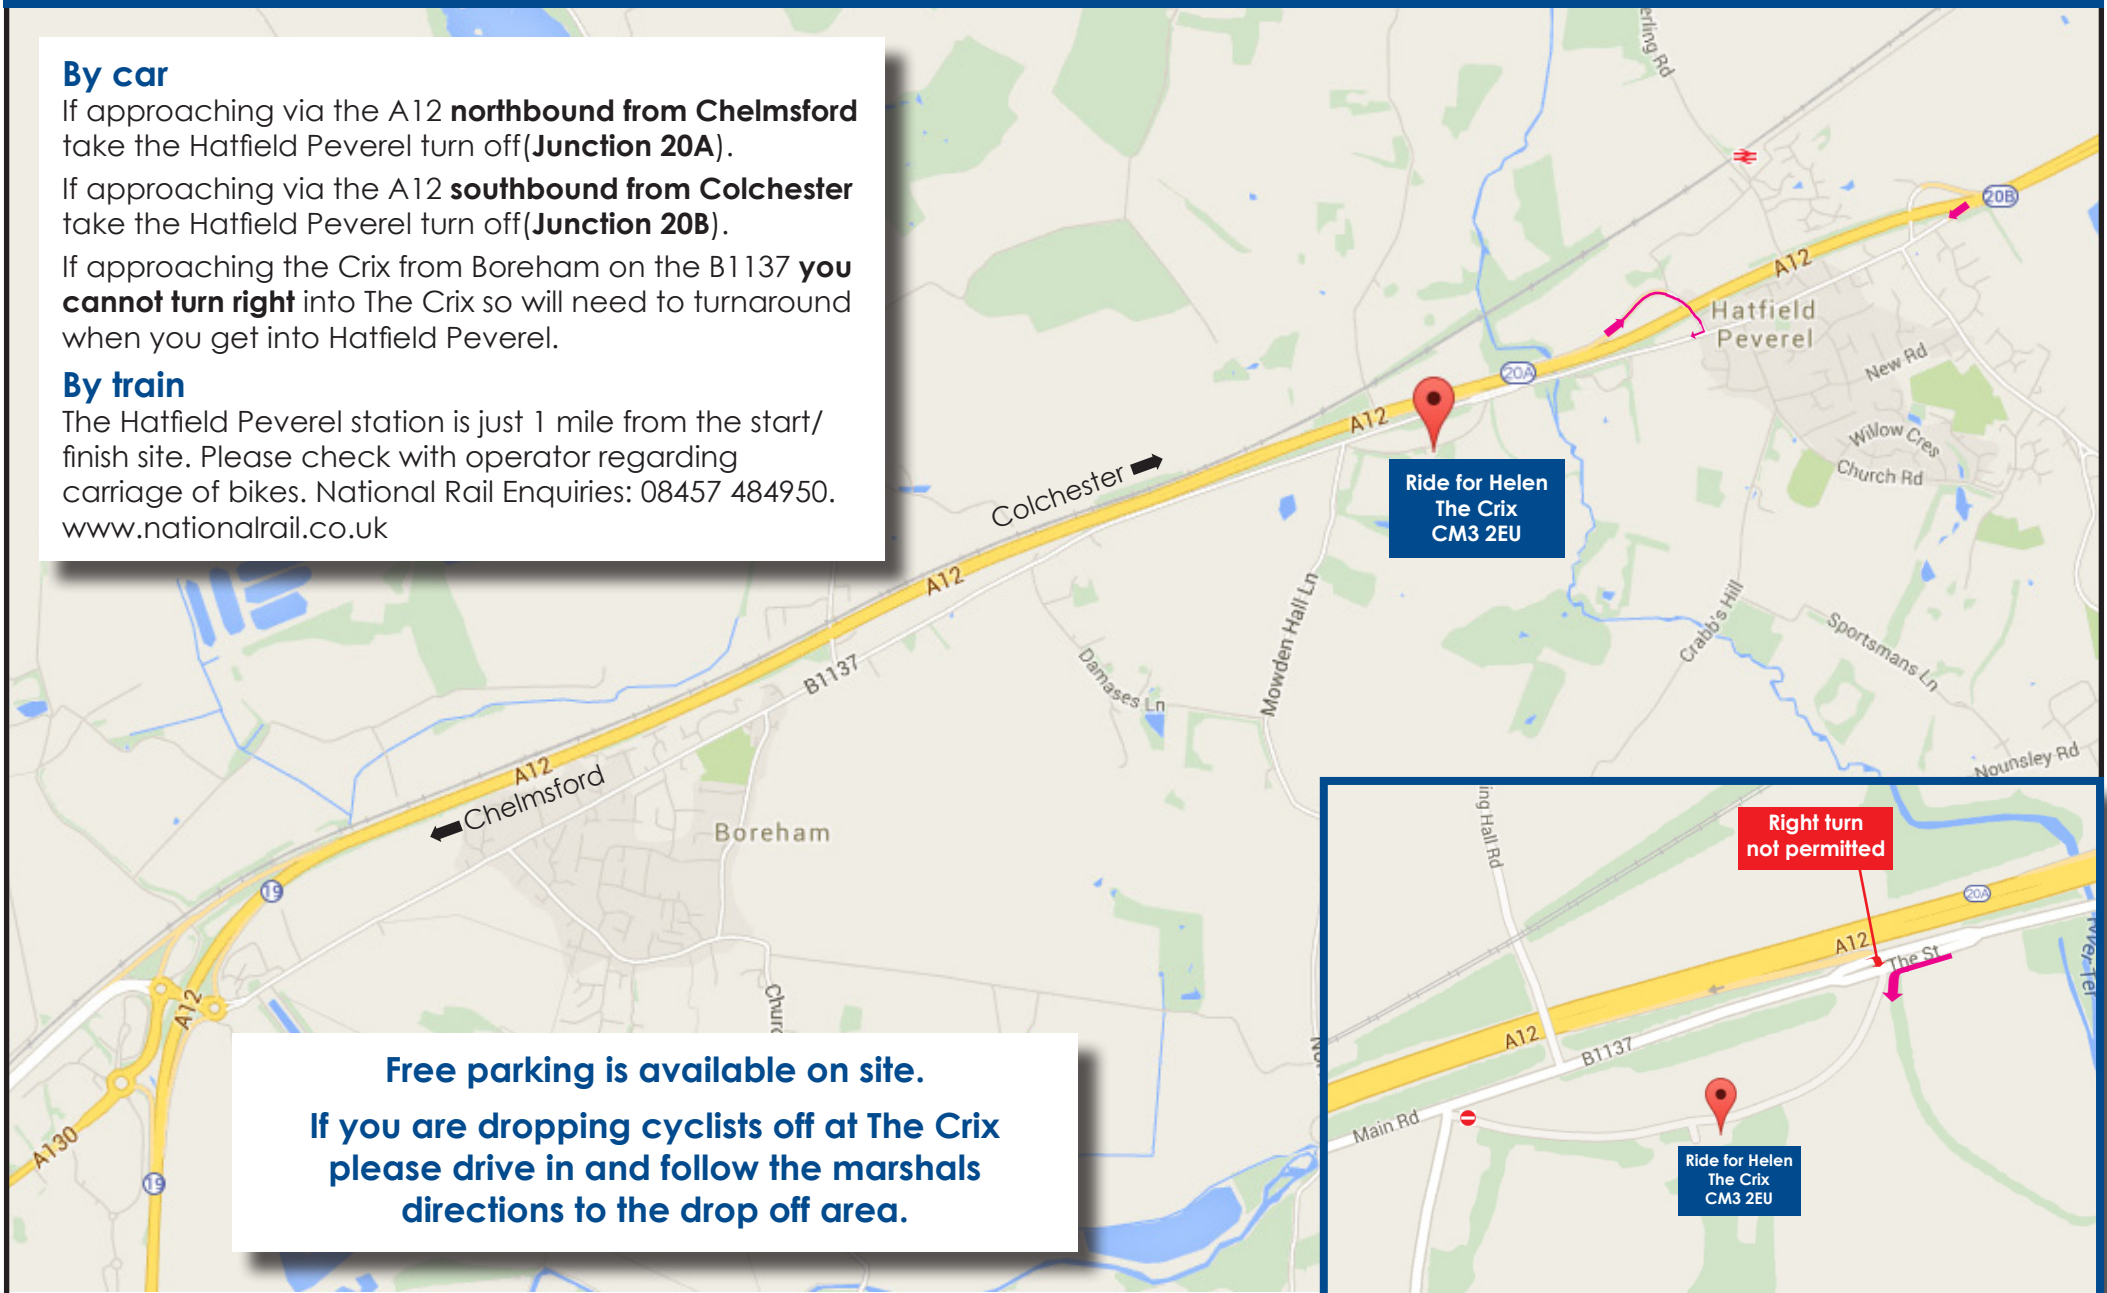 By car
If approaching via the A12 northbound from Chelmsford
take the Hatfield Peverel turn off(Junction 20A).
If approaching via the A12 southbound from Colchester
take the Hatfield Peverel turn off(Junction 20B).
If approaching the Crix from Boreham on the B1137 you
cannot turn right into The Crix so will need to turnaround
when you get into Hatfield Peverel.
By train
The Hatfield Peverel station is just 1 mile from the start/
finish site. Please check with operator regarding
carriage of bikes. National Rail Enquiries: 08457 484950.
www.nationalrail.co.uk
erling Rd
20B
A12
Hatfield
Peverel
New Rd
20A
A12
Willow Cres
Church Rd
Ride for Helen
The Crix
CM3 2EU
Colchester
A12
Mowden Hall Ln
Crabb's Hill
Sportsmans Ln
Damases Ln
B1137
Nounsley Rd
A12
Chelmsford
Boreham
19
A12
Churc
A130
19
Free parking is available on site.
If you are dropping cyclists off at The Crix
please drive in and follow the marshals
directions to the drop off area.
ing Hall Rd
Right turn
not permitted
20A
A12
The St
River Ter
A12
B1137
Main Rd
Ride for Helen
The Crix
CM3 2EU